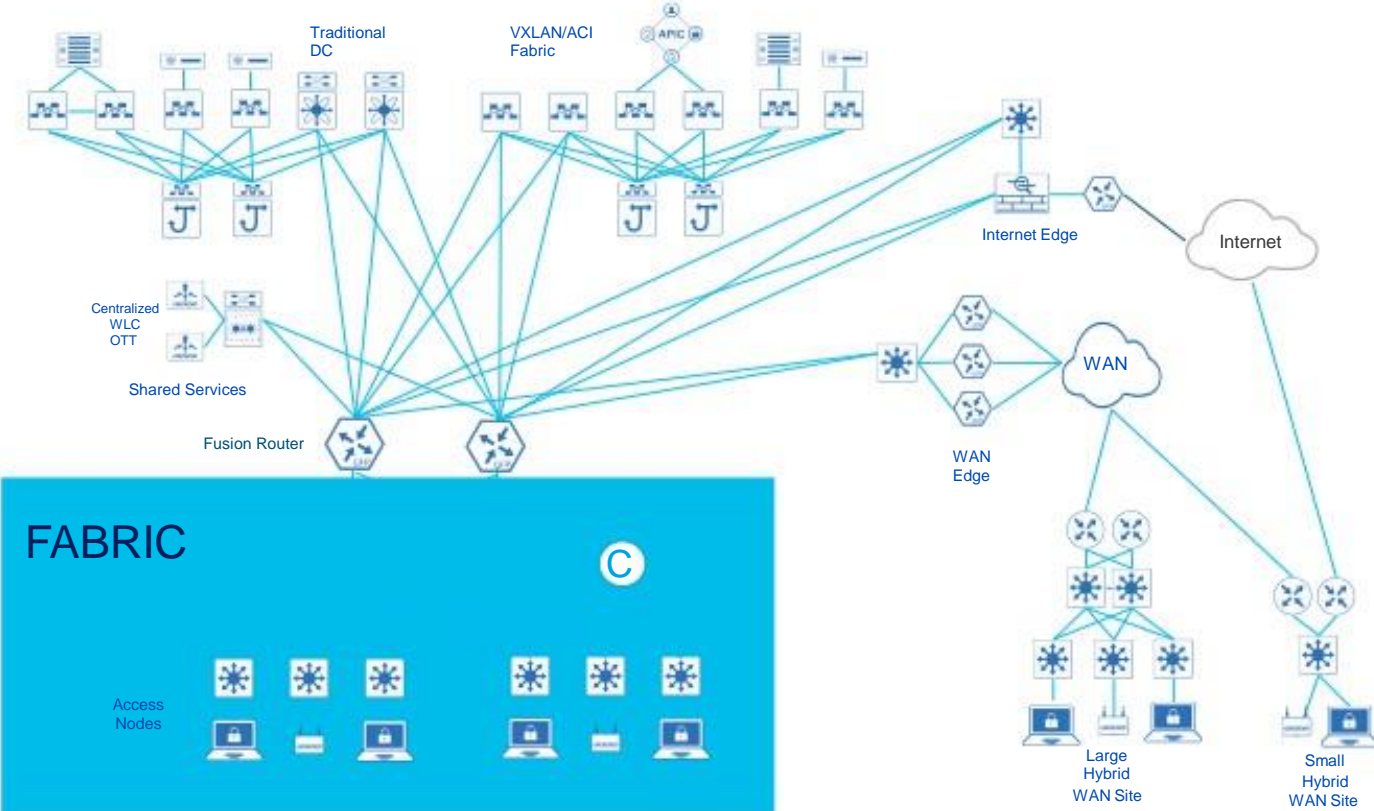 Traditional
DC
VXLAN/ACI
Fabric
APIC
Internet Edge
Internet
Centralized
WLC
OTT
Shared Services
WAN
Fusion Router
WAN
Edge
FABRIC
C
Access
Nodes
Large
Hybrid
WAN Site
Small
Hybrid
WAN Site